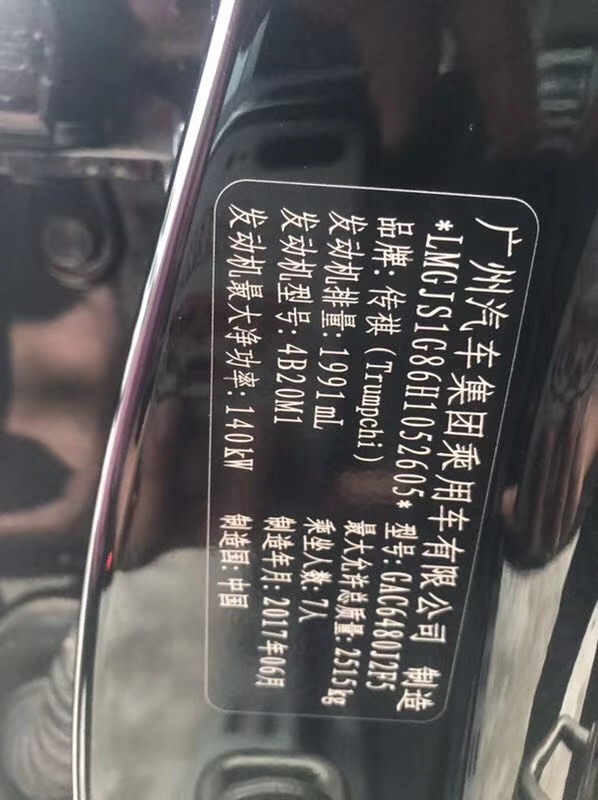 广州汽车集团乘用车有限公司 制造
*LMGJS1G86H1052605*
品牌:传祺(Trumpchi) 型号:GAC6480J2F5
发动机排量:1991mL 最大允许总质量:2515kg
发动机型号:4B20M1 乘坐人数:7人
发动机最大净功率:140kW 制造年月:2017年06月
制造国:中国